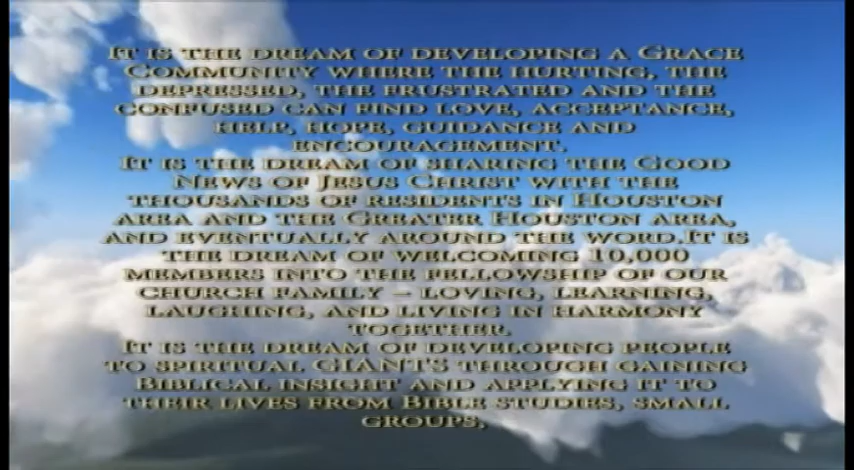 It is the dream of developing a Grace
Community where the hurting, the
depressed, the frustrated and the
confused can find love, acceptance,
help, hope, guidance and
encouragement.
It is the dream of sharing the Good
News of Jesus Christ with the
thousands of residents in Houston
area and the Greater Houston area,
and eventually around the word.It is
the dream of welcoming 10,000
members into the fellowship of our
church family – loving, learning,
laughing, and living in harmony
together.
It is the dream of developing people
to spiritual GIANTS through gaining
Biblical insight and applying it to
their lives from Bible studies, small
groups,